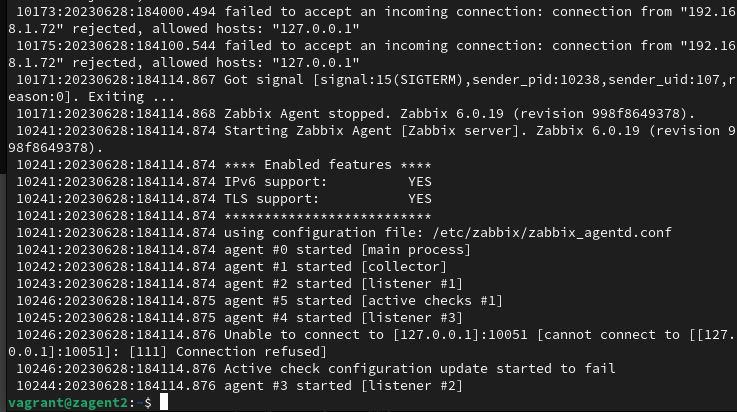 10173:20230628:184000.494 failed to accept an incoming connection: connection from "192.16
8.1.72" rejected, allowed hosts: "127.0.0.1"
10175:20230628:184100.544 failed to accept an incoming connection: connection from "192.16
8.1.72" rejected, allowed hosts: "127.0.0.1"
10171:20230628:184114.867 Got signal [signal:15(SIGTERM),sender_pid:10238,sender_uid:107,r
eason:0]. Exiting ...
10171:20230628:184114.868 Zabbix Agent stopped. Zabbix 6.0.19 (revision 998f8649378).
10241:20230628:184114.874 Starting Zabbix Agent [Zabbix server]. Zabbix 6.0.19 (revision 9
98f8649378).
10241:20230628:184114.874 **** Enabled features ****
10241:20230628:184114.874 IPv6 support:          YES
10241:20230628:184114.874 TLS support:           YES
10241:20230628:184114.874 **************************
10241:20230628:184114.874 using configuration file: /etc/zabbix/zabbix_agentd.conf
10241:20230628:184114.874 agent #0 started [main process]
10242:20230628:184114.874 agent #1 started [collector]
10243:20230628:184114.874 agent #2 started [listener #1]
10246:20230628:184114.875 agent #5 started [active checks #1]
10245:20230628:184114.875 agent #4 started [listener #3]
10246:20230628:184114.876 Unable to connect to [127.0.0.1]:10051 [cannot connect to [[127.
0.0.1]:10051]: [111] Connection refused]
10246:20230628:184114.876 Active check configuration update started to fail
10244:20230628:184114.876 agent #3 started [listener #2]
vagrant@zagent2:~$